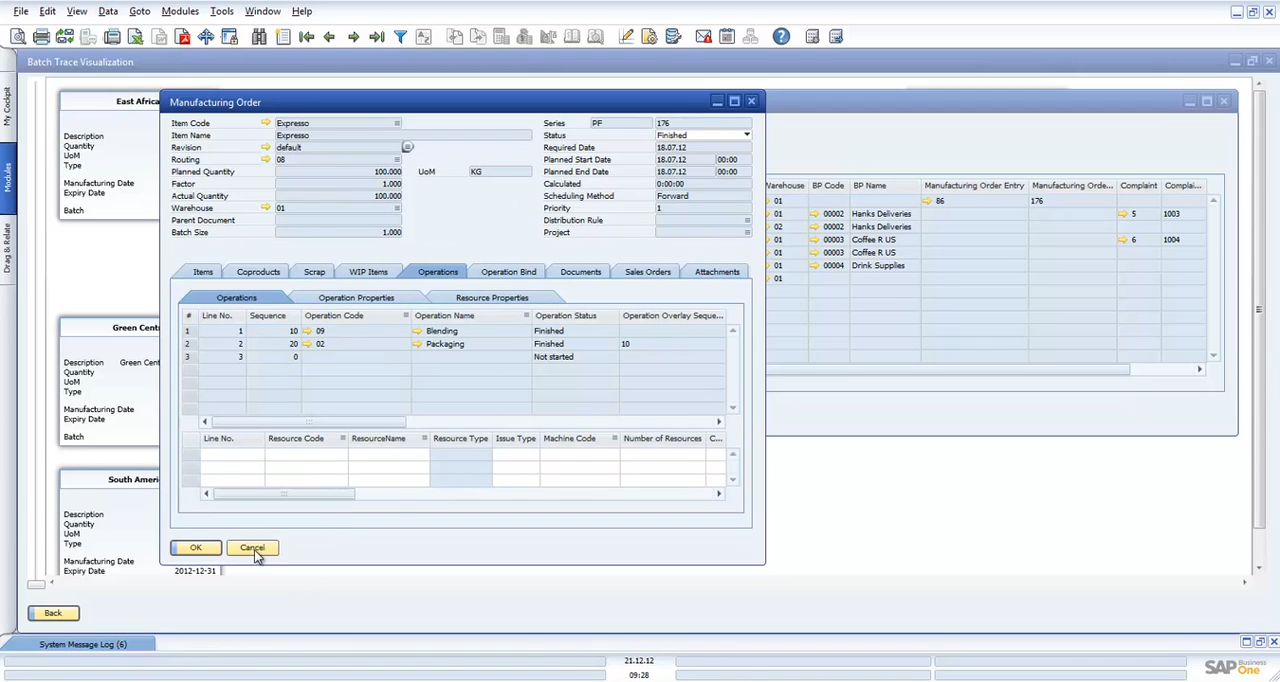 File Edit View Data Goto Modules Tools Window Help
Batch Trace Visualization
My Cockpit
Modules
Drag & Relate
East Africa
Description
Quantity
UoM
Type
Manufacturing Date
Expiry Date
Batch
Green Cent
Description Green Cent
Quantity
UoM
Type
Manufacturing Date
Expiry Date
Batch
South Ameri
Description
Quantity
UoM
Type
Manufacturing Date
Expiry Date 2012-12-31
Back
Manufacturing Order
Item Code Expresso Series PF 176
Item Name Expresso Status Finished
Revision default Required Date 18.07.12
Routing 08 Planned Start Date 18.07.12 00:00
Planned Quantity 100.000 UoM KG Planned End Date 18.07.12 00:00
Factor 1.000 Calculated 0:00:00
Actual Quantity 100.000 Scheduling Method Forward
Warehouse 01 Priority 1
Parent Document Distribution Rule
Batch Size 1.000 Project
Items Coproducts Scrap WIP Items Operations Operation Bind Documents Sales Orders Attachments
Operations Operation Properties Resource Properties
# Line No. Sequence Operation Code Operation Name Operation Status Operation Overlay Seque...
1 1 10 09 Blending Finished
2 2 20 02 Packaging Finished 10
3 3 0 Not started
Line No. Resource Code ResourceName Resource Type Issue Type Machine Code Number of Resources C...
OK Cancel
Warehouse BP Code BP Name Manufacturing Order Entry Manufacturing Orde... Complaint Complai...
01 86 176
01 00002 Hanks Deliveries 5 1003
02 00002 Hanks Deliveries
01 00003 Coffee R US 6 1004
01 00003 Coffee R US
01 00004 Drink Supplies
01
System Message Log (6)
21.12.12
09:28
SAP Business One